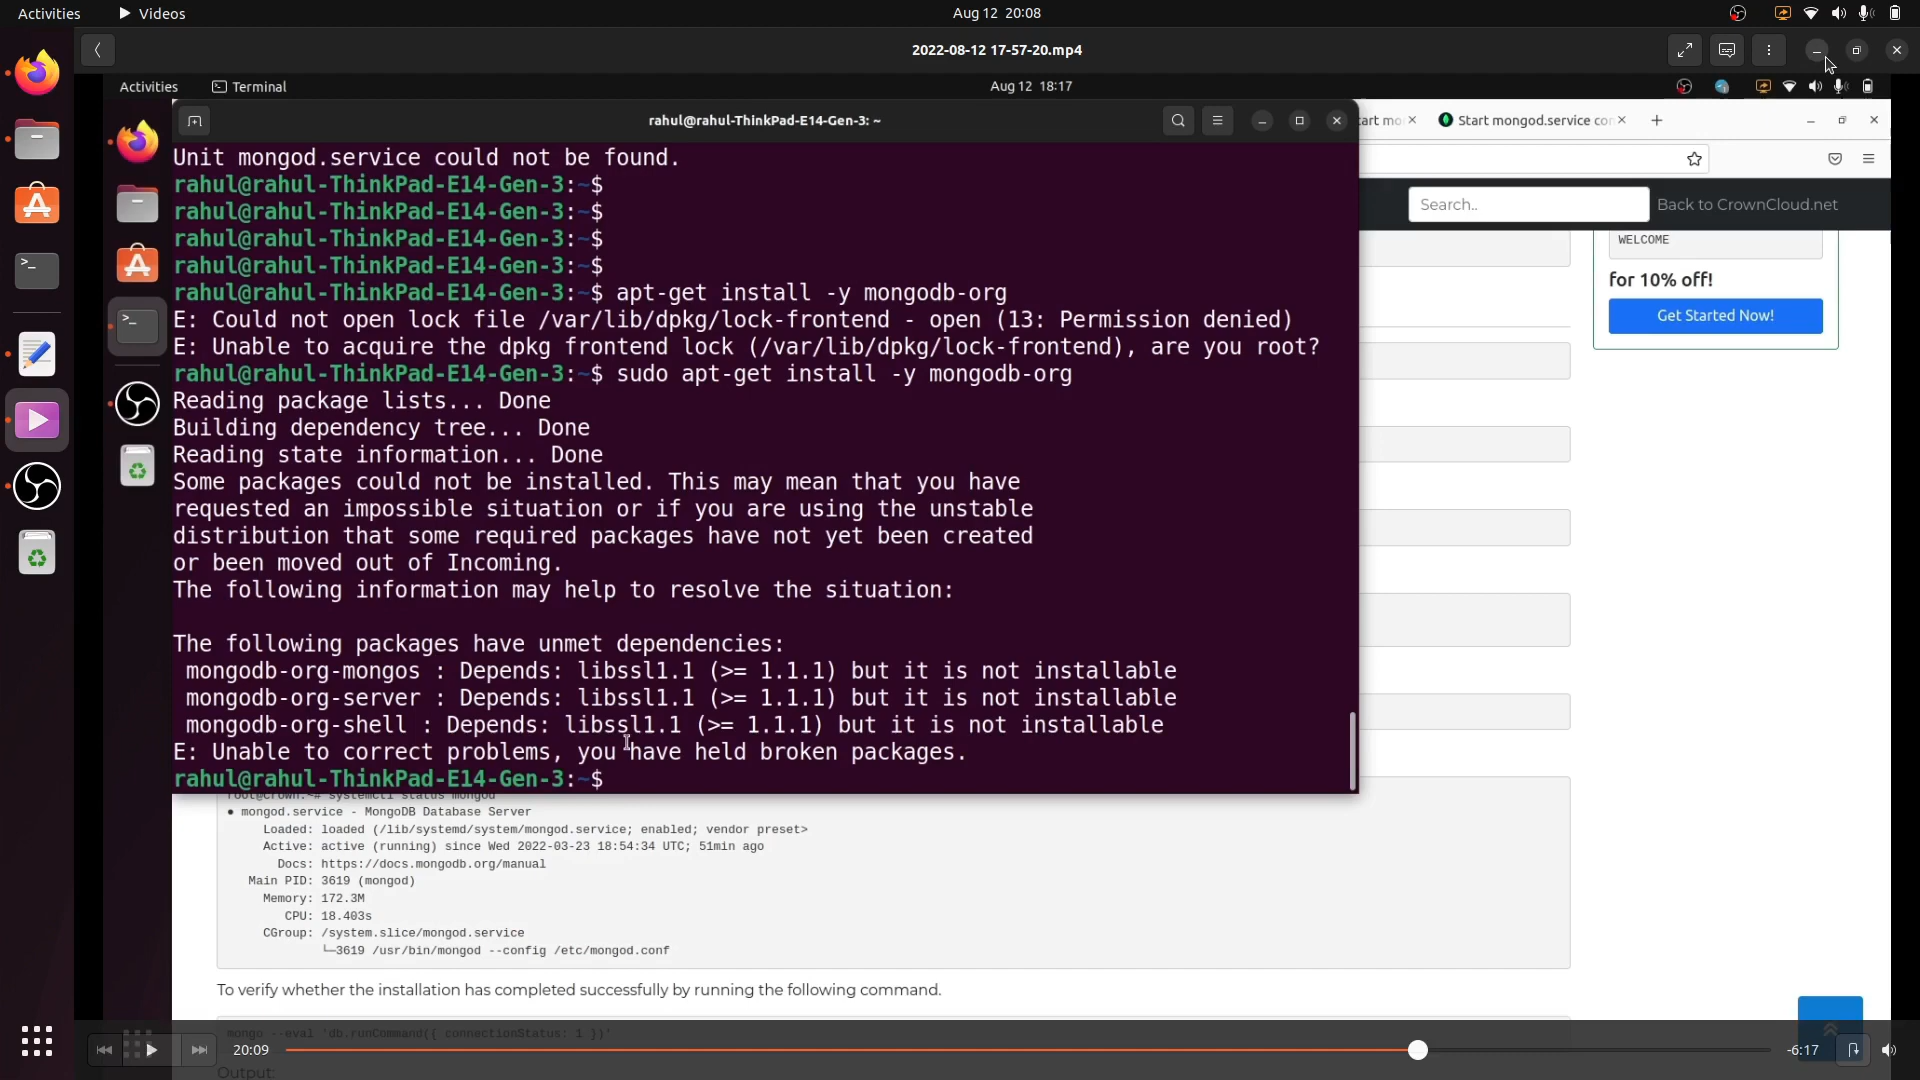 Activities
Videos
Aug 12 20:08
2022-08-12 17-57-20.mp4
Activities
Terminal
Aug 12 18:17
rahul@rahul-ThinkPad-E14-Gen-3: ~
art mo
Start mongod.service con
Search..
Back to CrownCloud.net
WELCOME
for 10% off!
Get Started Now!
Unit mongod.service could not be found.
rahul@rahul-ThinkPad-E14-Gen-3:~$
rahul@rahul-ThinkPad-E14-Gen-3:~$
rahul@rahul-ThinkPad-E14-Gen-3:~$
rahul@rahul-ThinkPad-E14-Gen-3:~$
rahul@rahul-ThinkPad-E14-Gen-3:~$ apt-get install -y mongodb-org
E: Could not open lock file /var/lib/dpkg/lock-frontend - open (13: Permission denied)
E: Unable to acquire the dpkg frontend lock (/var/lib/dpkg/lock-frontend), are you root?
rahul@rahul-ThinkPad-E14-Gen-3:~$ sudo apt-get install -y mongodb-org
Reading package lists... Done
Building dependency tree... Done
Reading state information... Done
Some packages could not be installed. This may mean that you have
requested an impossible situation or if you are using the unstable
distribution that some required packages have not yet been created
or been moved out of Incoming.
The following information may help to resolve the situation:
The following packages have unmet dependencies:
mongodb-org-mongos : Depends: libssl1.1 (>= 1.1.1) but it is not installable
mongodb-org-server : Depends: libssl1.1 (>= 1.1.1) but it is not installable
mongodb-org-shell : Depends: libssl1.1 (>= 1.1.1) but it is not installable
E: Unable to correct problems, you have held broken packages.
rahul@rahul-ThinkPad-E14-Gen-3:~$
root@crown:~# systemctl status mongod
● mongod.service - MongoDB Database Server
Loaded: loaded (/lib/systemd/system/mongod.service; enabled; vendor preset>
Active: active (running) since Wed 2022-03-23 18:54:34 UTC; 51min ago
Docs: https://docs.mongodb.org/manual
Main PID: 3619 (mongod)
Memory: 172.3M
CPU: 18.403s
CGroup: /system.slice/mongod.service
└─3619 /usr/bin/mongod --config /etc/mongod.conf
To verify whether the installation has completed successfully by running the following command.
mongo --eval 'db.runCommand({ connectionStatus: 1 })'
20:09
-6:17
Output: